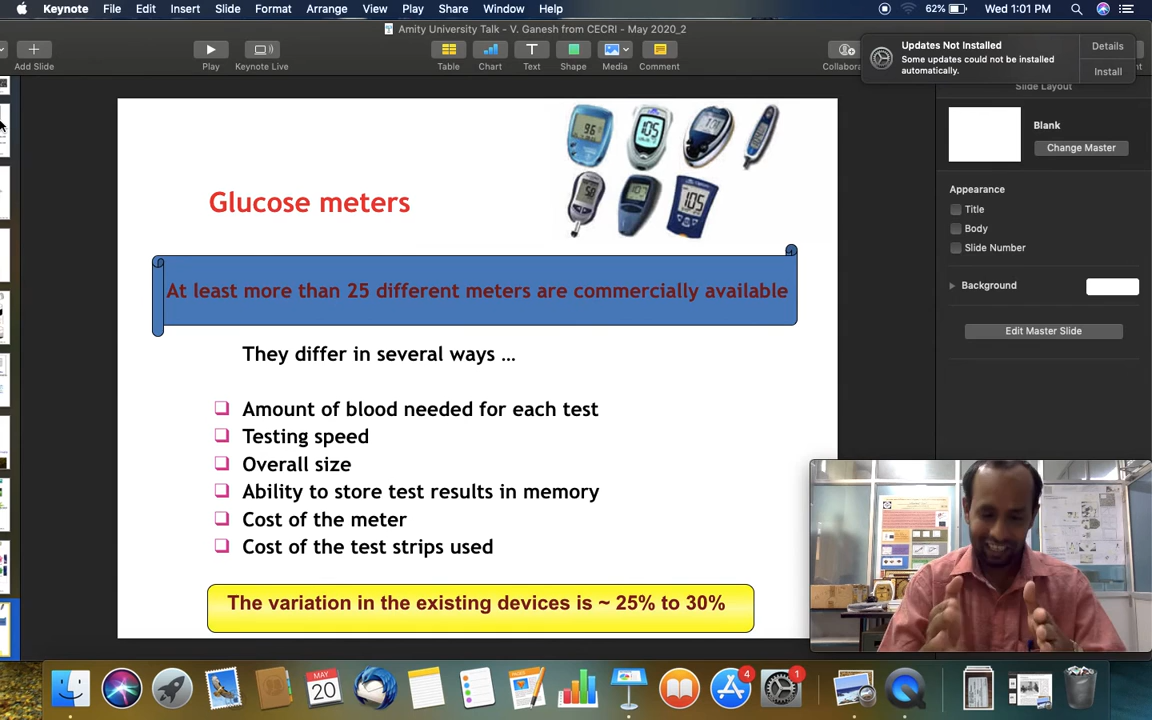 Keynote File Edit Insert Slide Format Arrange View Play Share Window Help 62% Wed 1:01 PM
Amity University Talk - V. Ganesh from CECRI - May 2020_2
Add Slide Play Keynote Live Table Chart Text Shape Media Comment
Updates Not Installed
Some updates could not be installed
automatically.
Details
Install
Slide Layout
Blank
Change Master
Appearance
Title
Body
Slide Number
Background
Edit Master Slide
96
105
105
Glucose meters
At least more than 25 different meters are commercially available
They differ in several ways ...
Amount of blood needed for each test
Testing speed
Overall size
Ability to store test results in memory
Cost of the meter
Cost of the test strips used
The variation in the existing devices is ~ 25% to 30%
MAY
20
4
1